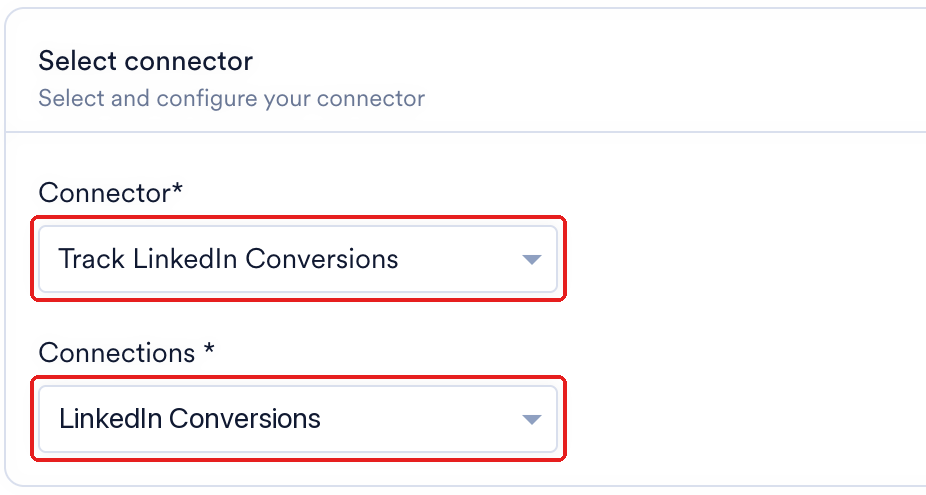 Select connector
Select and configure your connector
Connector*
Track LinkedIn Conversions
Connections *
LinkedIn Conversions